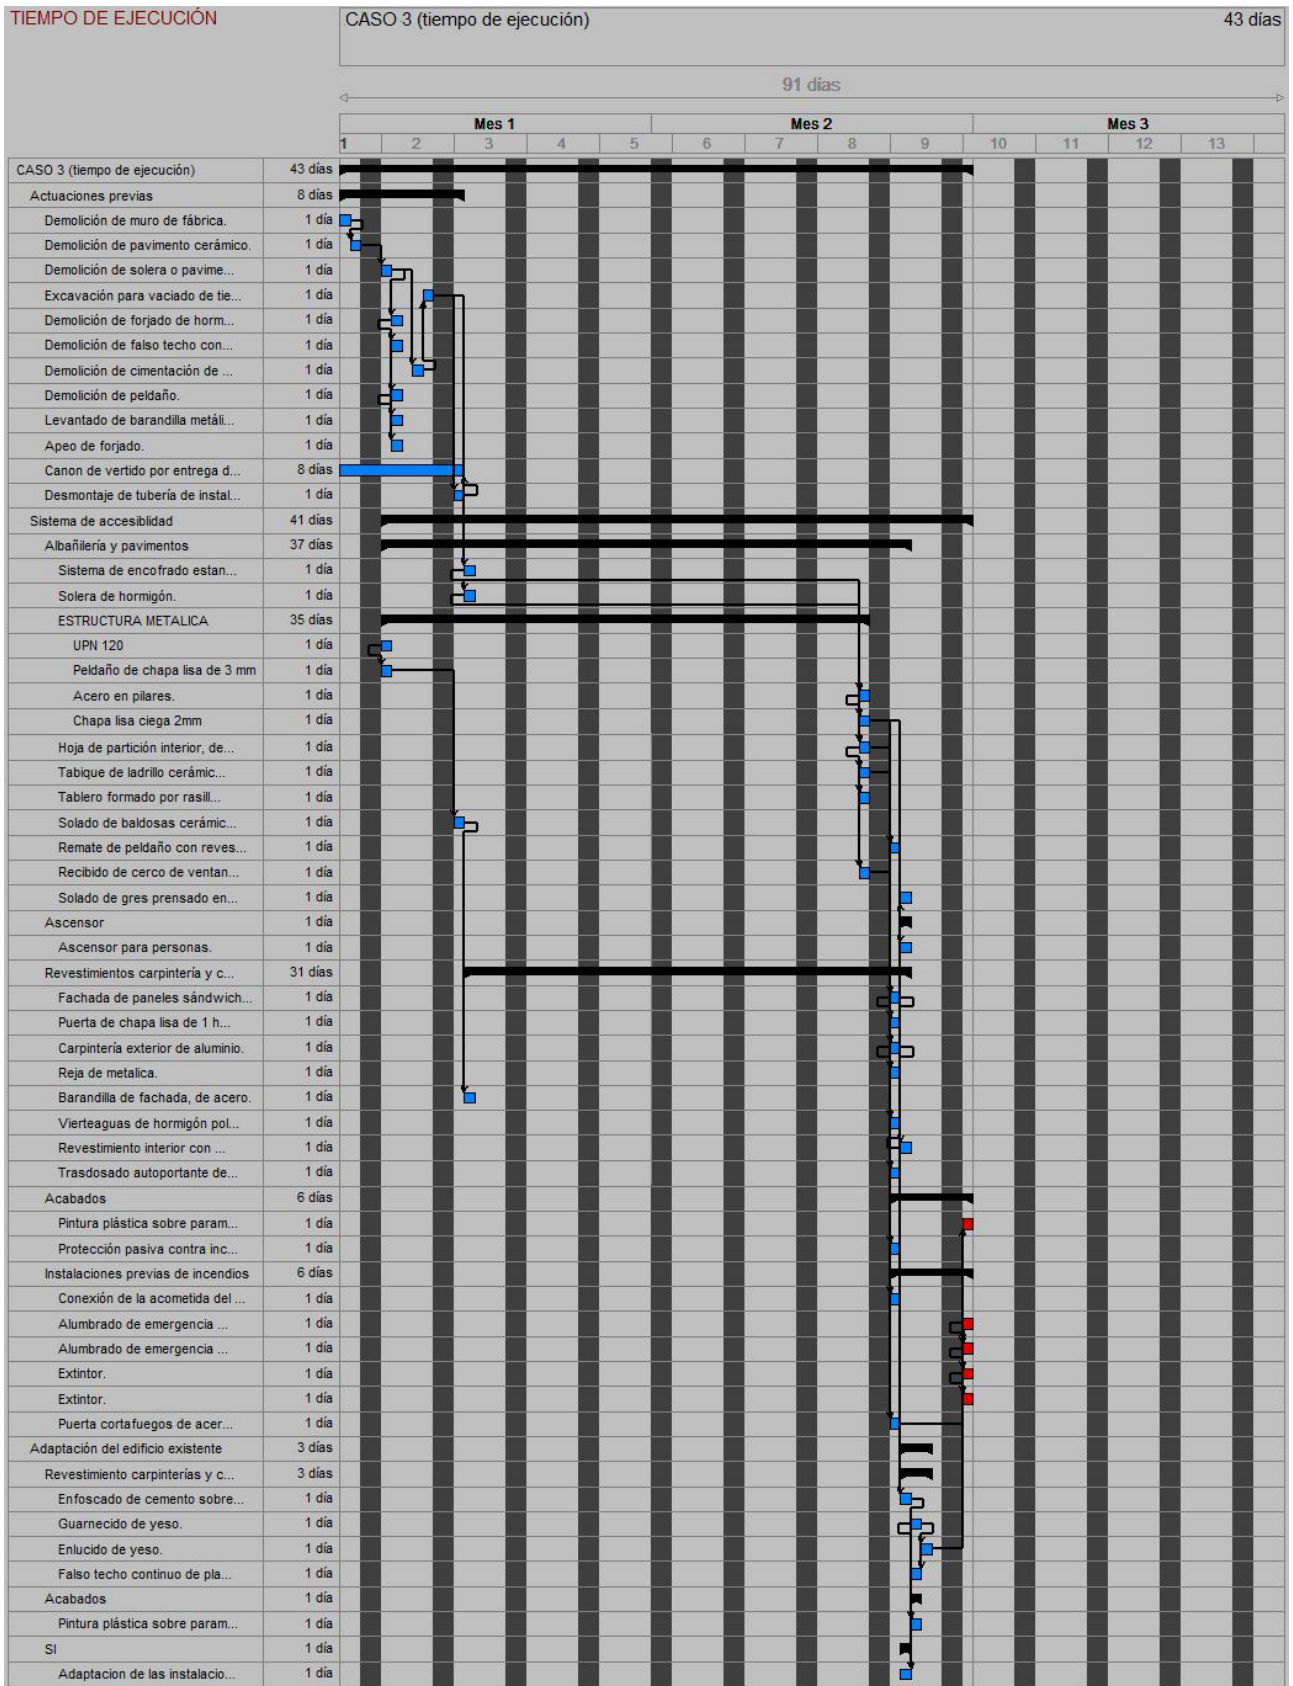 TIEMPO DE EJECUCIÓN
CASO 3 (tiempo de ejecución) 43 días
91 días
Mes 1 Mes 2 Mes 3
1 2 3 4 5 6 7 8 9 10 11 12 13
CASO 3 (tiempo de ejecución) 43 días
Actuaciones previas 8 días
Demolición de muro de fábrica. 1 día
Demolición de pavimento cerámico. 1 día
Demolición de solera o pavime... 1 día
Excavación para vaciado de tie... 1 día
Demolición de forjado de horm... 1 día
Demolición de falso techo con... 1 día
Demolición de cimentación de ... 1 día
Demolición de peldaño. 1 día
Levantado de barandilla metáli... 1 día
Apeo de forjado. 1 día
Canon de vertido por entrega d... 8 días
Desmontaje de tubería de instal... 1 día
Sistema de accesiblidad 41 días
Albañilería y pavimentos 37 días
Sistema de encofrado estan... 1 día
Solera de hormigón. 1 día
ESTRUCTURA METALICA 35 días
UPN 120 1 día
Peldaño de chapa lisa de 3 mm 1 día
Acero en pilares. 1 día
Chapa lisa ciega 2mm 1 día
Hoja de partición interior, de... 1 día
Tabique de ladrillo cerámic... 1 día
Tablero formado por rasill... 1 día
Solado de baldosas cerámic... 1 día
Remate de peldaño con reves... 1 día
Recibido de cerco de ventan... 1 día
Solado de gres prensado en... 1 día
Ascensor 1 día
Ascensor para personas. 1 día
Revestimientos carpintería y c... 31 días
Fachada de paneles sándwich... 1 día
Puerta de chapa lisa de 1 h... 1 día
Carpintería exterior de aluminio. 1 día
Reja de metalica. 1 día
Barandilla de fachada, de acero. 1 día
Vierteaguas de hormigón pol... 1 día
Revestimiento interior con ... 1 día
Trasdosado autoportante de... 1 día
Acabados 6 días
Pintura plástica sobre param... 1 día
Protección pasiva contra inc... 1 día
Instalaciones previas de incendios 6 días
Conexión de la acometida del ... 1 día
Alumbrado de emergencia ... 1 día
Alumbrado de emergencia ... 1 día
Extintor. 1 día
Extintor. 1 día
Puerta cortafuegos de acer... 1 día
Adaptación del edificio existente 3 días
Revestimiento carpinterías y c... 3 días
Enfoscado de cemento sobre... 1 día
Guarnecido de yeso. 1 día
Enlucido de yeso. 1 día
Falso techo continuo de pla... 1 día
Acabados 1 día
Pintura plástica sobre param... 1 día
SI 1 día
Adaptacion de las instalacio... 1 día